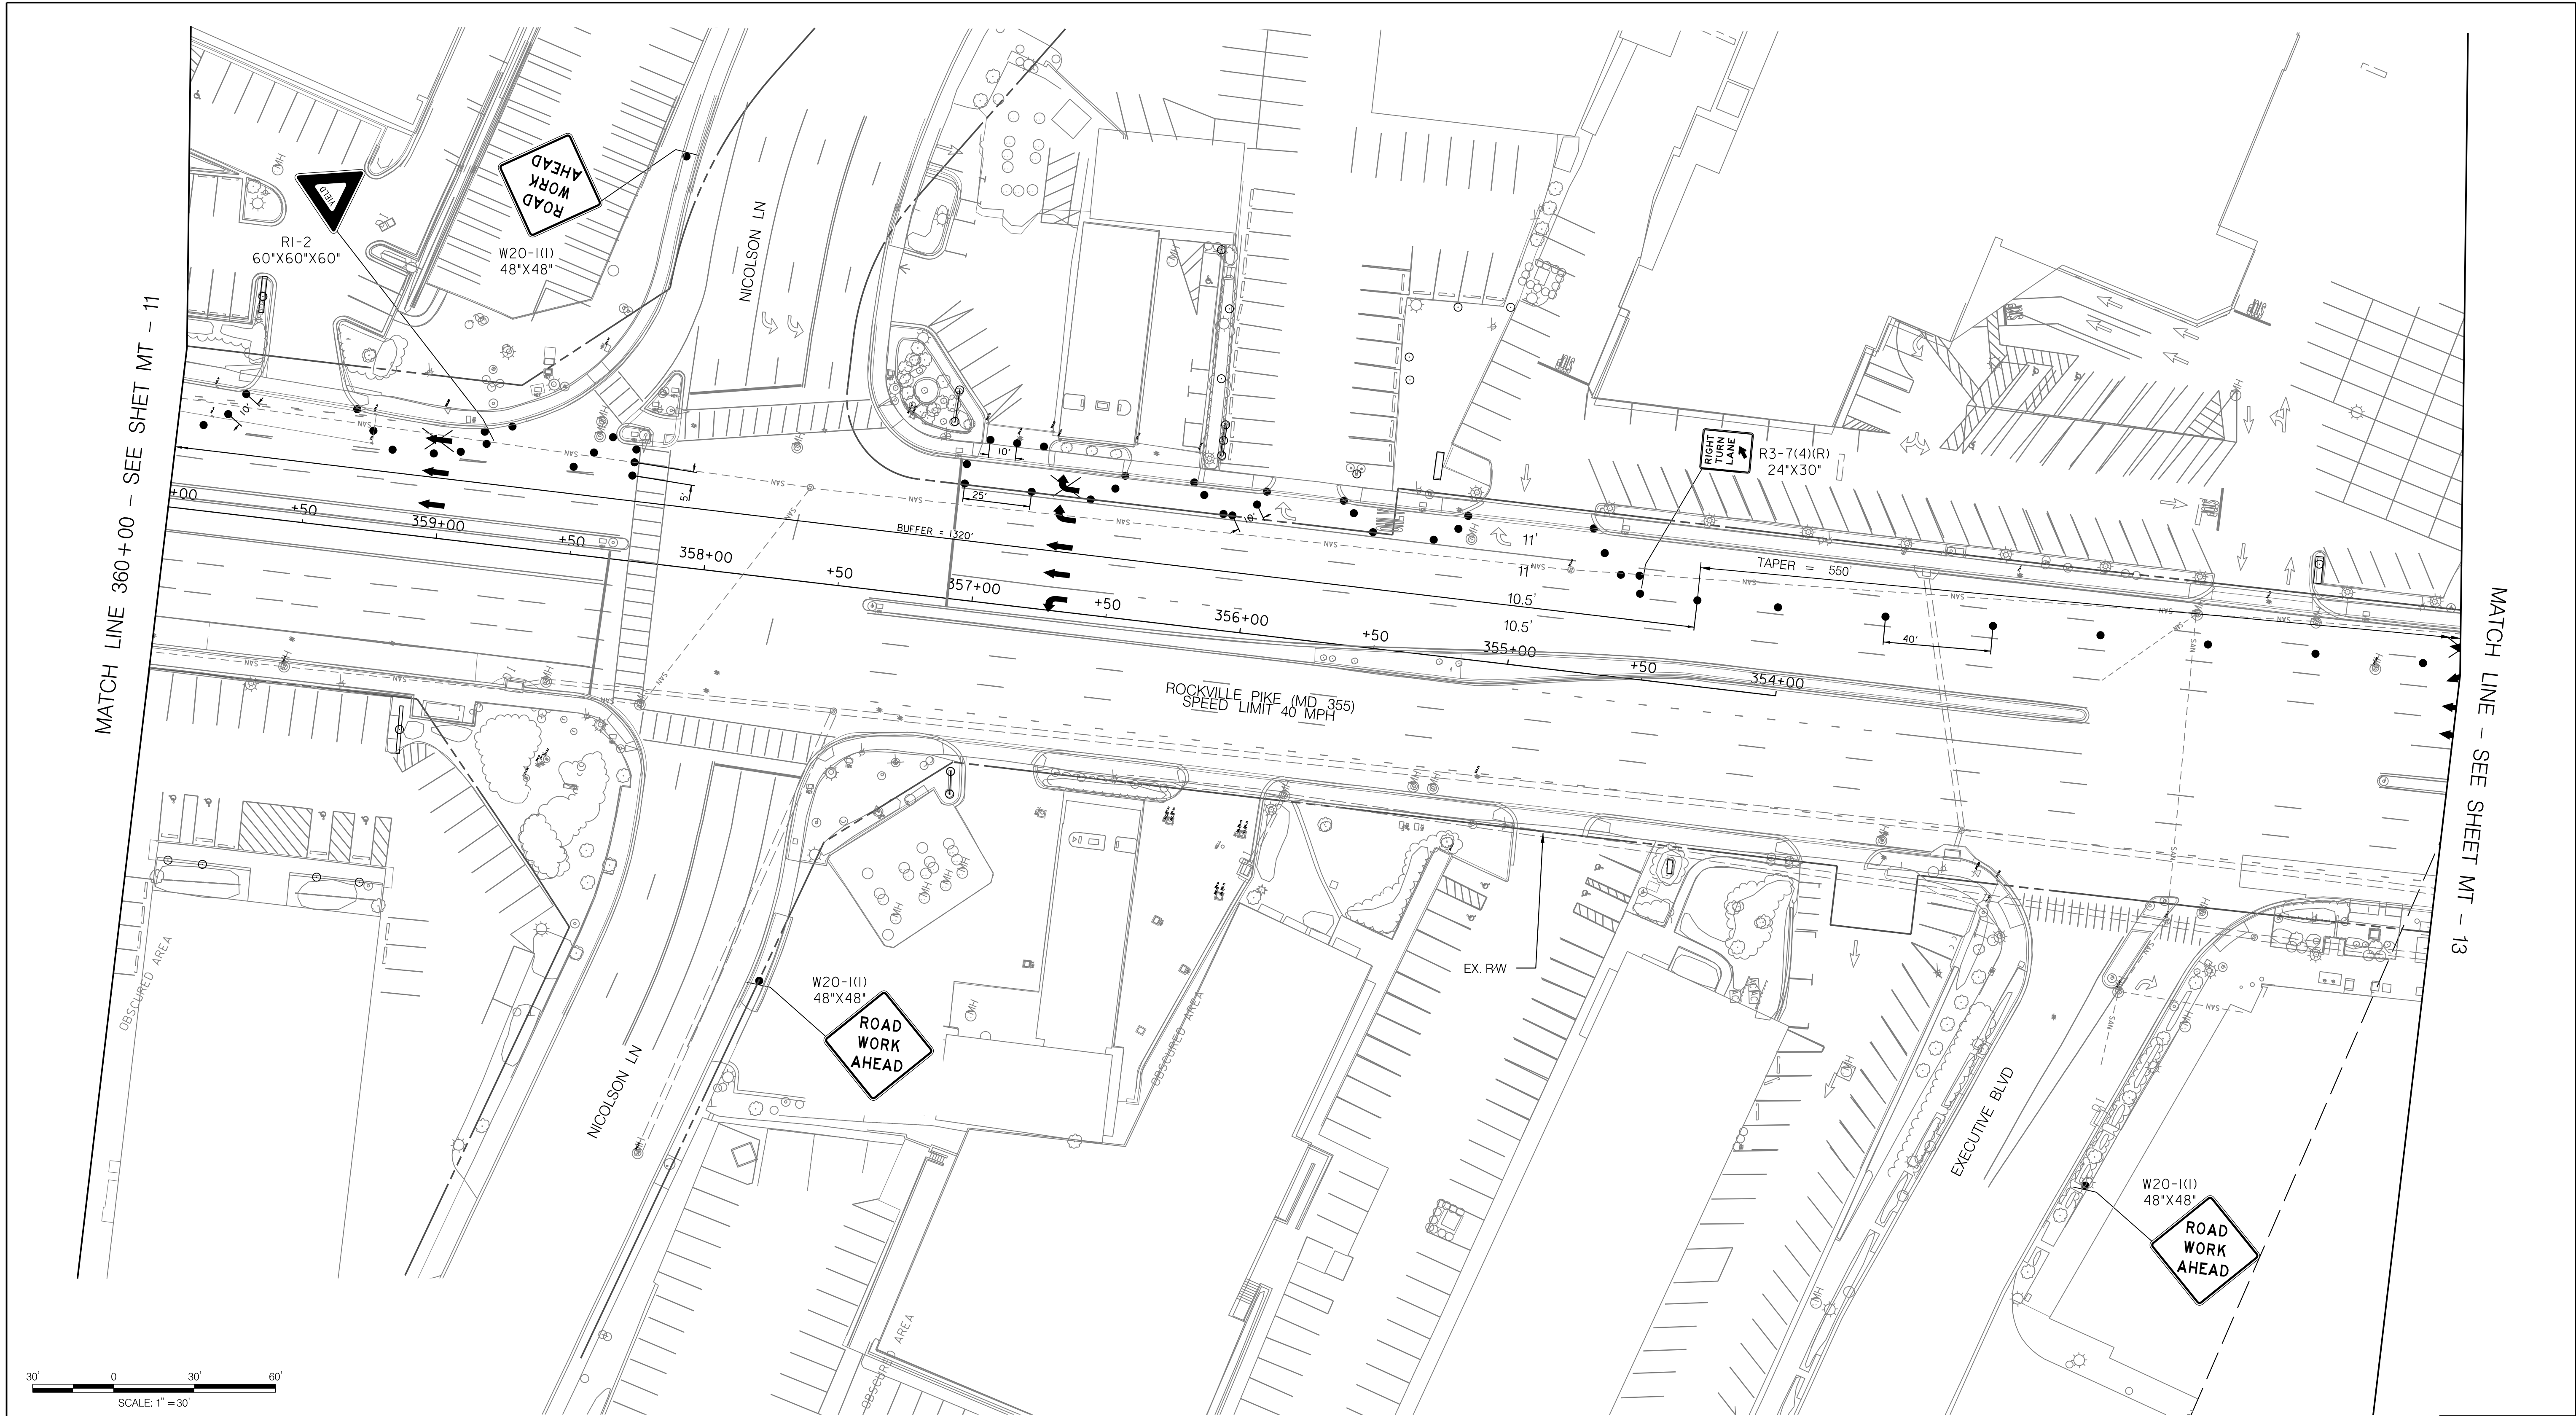 MATCH LINE 360+00 - SEE SHET MT - 11
YIELD
R1-2
60"X60"X60"
ROAD
WORK
AHEAD
W20-1(1)
48"X48"
NICOLSON LN
10'
SAN
5'
+00
+50
359+00
+50
358+00
+50
357+00
+50
356+00
+50
355+00
+50
354+00
BUFFER = 1320'
25'
10'
10'
11'
11'
10.5'
10.5'
RIGHT
TURN
LANE
R3-7(4)(R)
24"X30"
TAPER = 550'
40'
ROCKVILLE PIKE (MD 355)
SPEED LIMIT 40 MPH
MATCH LINE - SEE SHEET MT - 13
EX. R/W
OBSCURED AREA
NICOLSON LN
W20-1(1)
48"X48"
ROAD
WORK
AHEAD
OBSCURED AREA
OBSCURED AREA
EXECUTIVE BLVD
W20-1(1)
48"X48"
ROAD
WORK
AHEAD
30'
0
30'
60'
SCALE: 1" = 30'